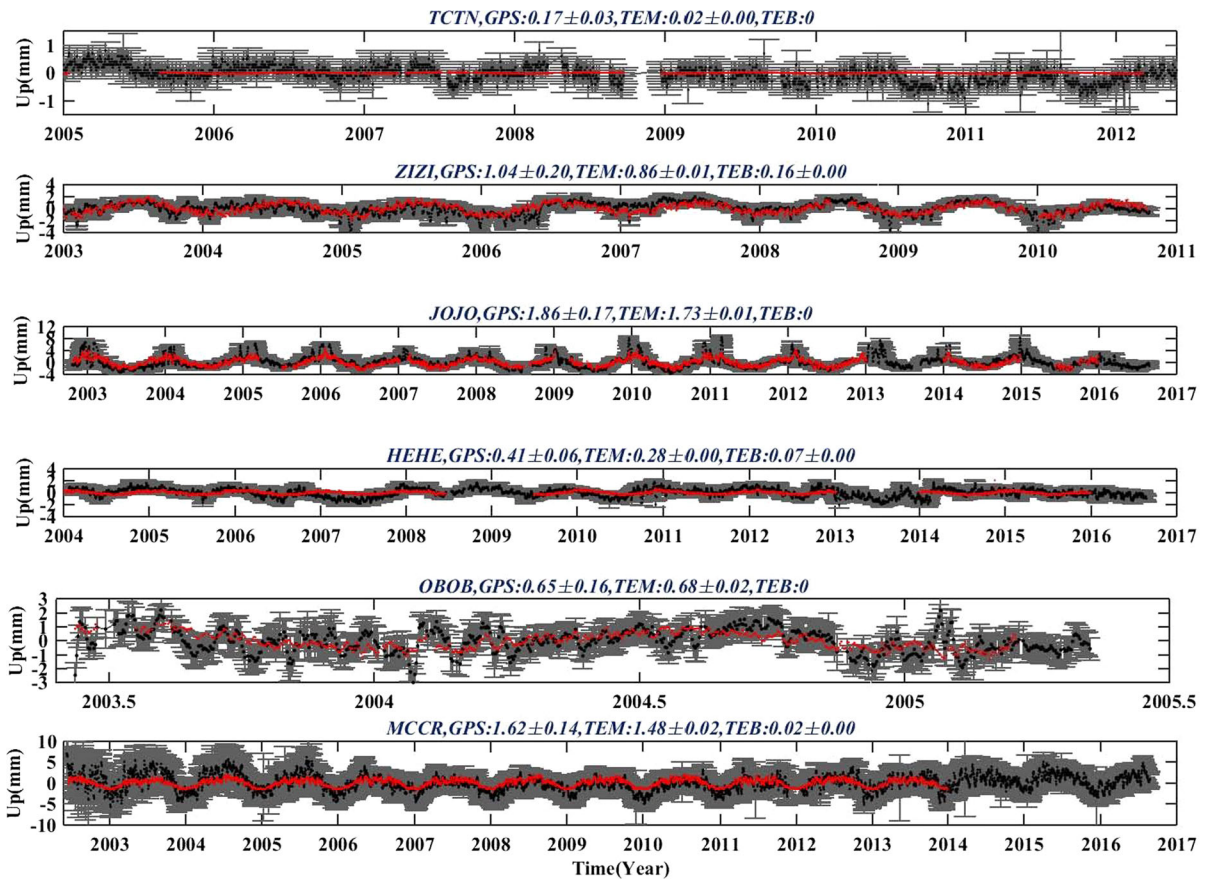 TCTN,GPS:0.17±0.03,TEM:0.02±0.00,TEB:0
Up(mm)
1
0
-1
2005 2006 2007 2008 2009 2010 2011 2012
ZIZI,GPS:1.04±0.20,TEM:0.86±0.01,TEB:0.16±0.00
Up(mm)
4
2
0
-2
-4
2003 2004 2005 2006 2007 2008 2009 2010 2011
JOJO,GPS:1.86±0.17,TEM:1.73±0.01,TEB:0
Up(mm)
12
8
4
0
-4
2003 2004 2005 2006 2007 2008 2009 2010 2011 2012 2013 2014 2015 2016 2017
HEHE,GPS:0.41±0.06,TEM:0.28±0.00,TEB:0.07±0.00
Up(mm)
4
2
0
-2
-4
2004 2005 2006 2007 2008 2009 2010 2011 2012 2013 2014 2015 2016 2017
OBOB,GPS:0.65±0.16,TEM:0.68±0.02,TEB:0
Up(mm)
3
2
1
0
-1
-2
-3
2003.5 2004 2004.5 2005 2005.5
MCCR,GPS:1.62±0.14,TEM:1.48±0.02,TEB:0.02±0.00
Up(mm)
10
5
0
-5
-10
2003 2004 2005 2006 2007 2008 2009 2010 2011 2012 2013 2014 2015 2016 2017
Time(Year)